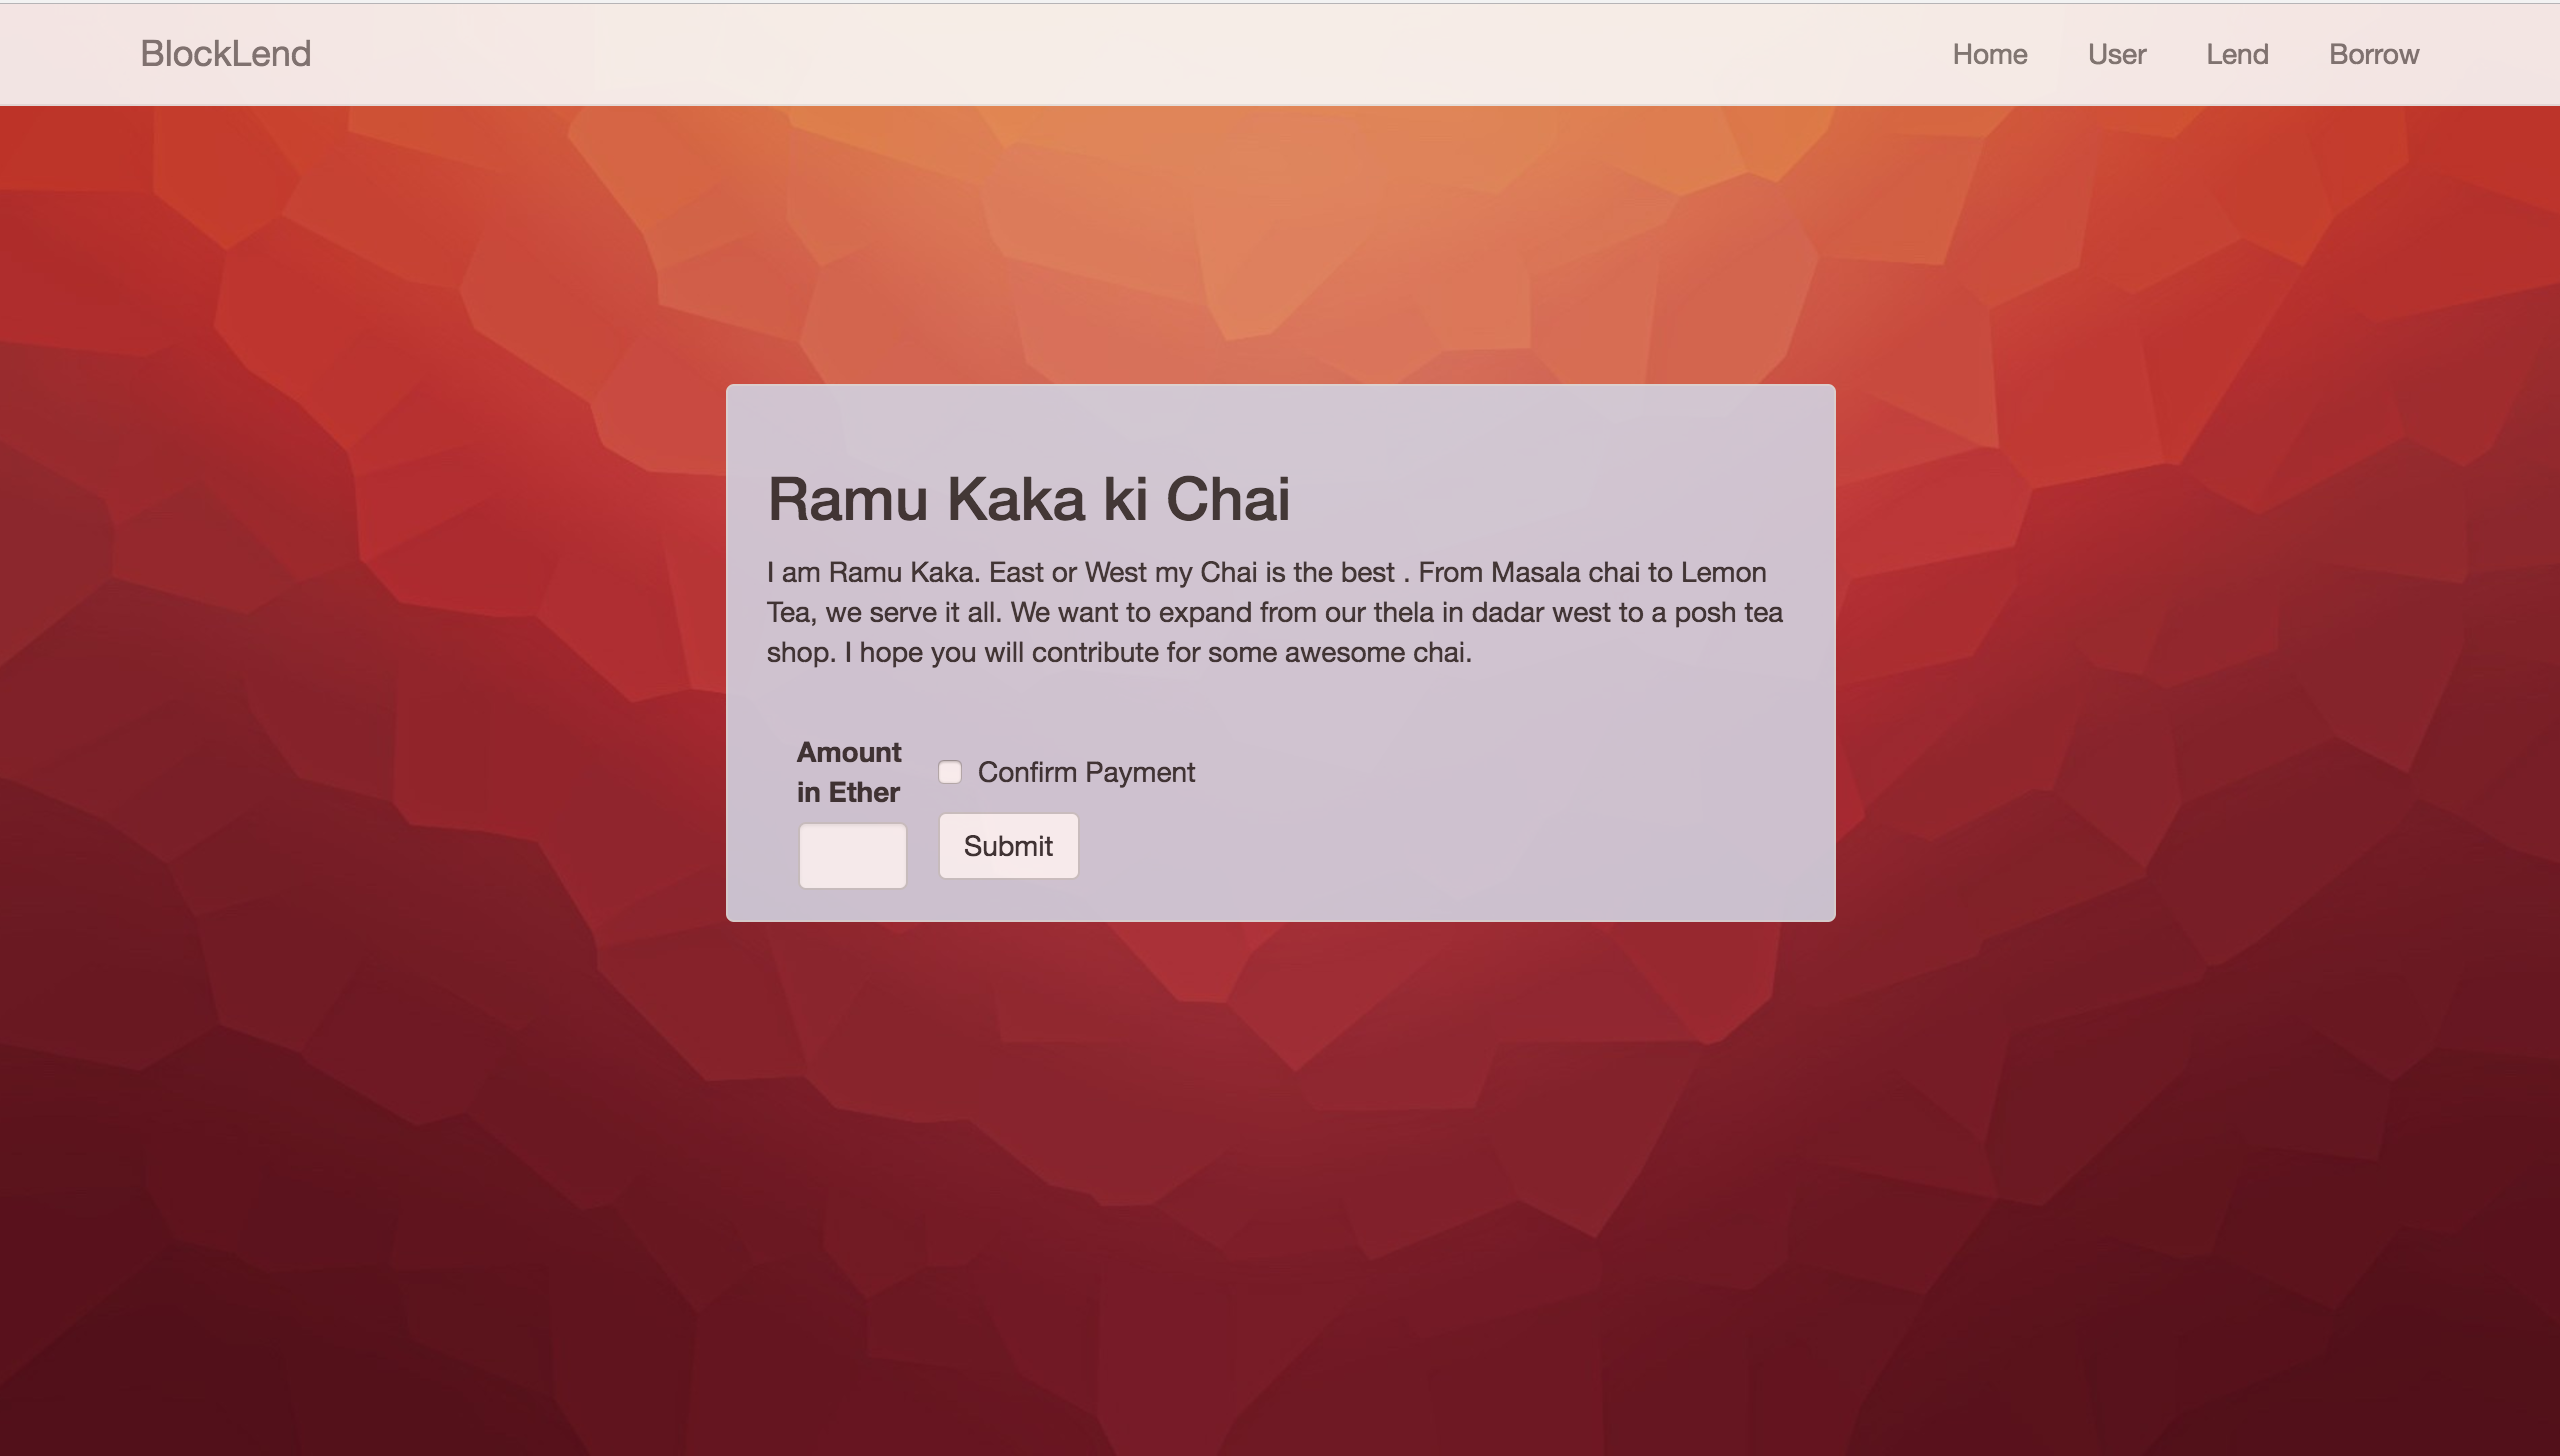 BlockLend
Home User Lend Borrow
Ramu Kaka ki Chai
I am Ramu Kaka. East or West my Chai is the best . From Masala chai to Lemon
Tea, we serve it all. We want to expand from our thela in dadar west to a posh tea
shop. I hope you will contribute for some awesome chai.
Amount
in Ether
Confirm Payment
Submit